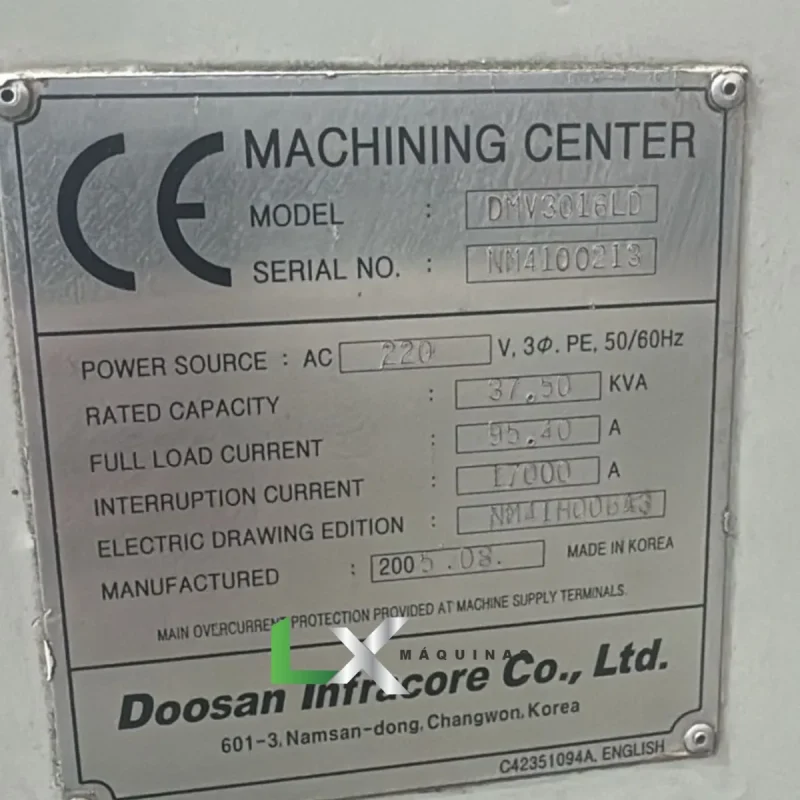 CE MACHINING CENTER
MODEL : DMV3016LD
SERIAL NO. : NM4100213
POWER SOURCE : AC 220 V, 3Φ. PE, 50/60Hz
RATED CAPACITY : 37.50 KVA
FULL LOAD CURRENT : 95.40 A
INTERRUPTION CURRENT : 17000 A
ELECTRIC DRAWING EDITION :
MANUFACTURED : 2005.08. MADE IN KOREA
MAIN OVERCURRENT PROTECTION PROVIDED AT MACHINE SUPPLY TERMINALS.
LX MÁQUINAS
Doosan Infracore Co., Ltd.
601-3, Namsan-dong, Changwon, Korea
C42351094A, ENGLISH